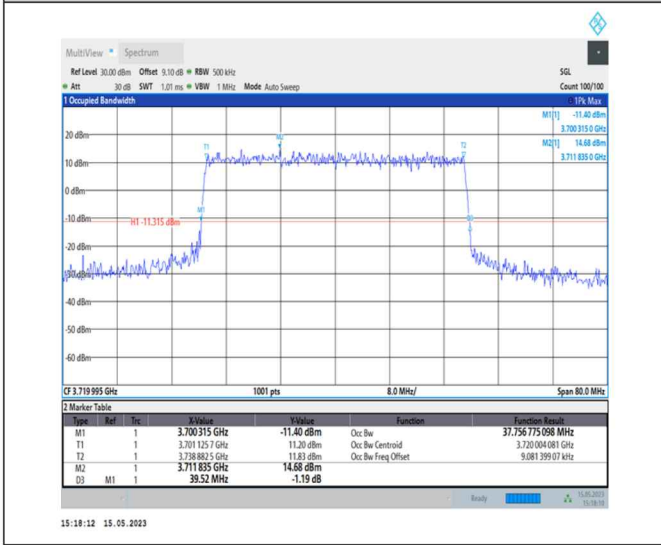 MultiView Spectrum
Ref Level 30.00 dBm Offset 9.10 dB RBW 500 kHz SGL
Att 30 dB SWT 1.01 ms VBW 1 MHz Mode Auto Sweep Count 100/100
1 Occupied Bandwidth 1Pk Max
M1[1] -11.40 dBm
3.700 315 0 GHz
M2[1] 14.68 dBm
3.711 835 0 GHz
20 dBm
M2
T1
T2
10 dBm
0 dBm
M1
-10 dBm
H1 -11.315 dBm
-20 dBm
-40 dBm
-50 dBm
-60 dBm
CF 3.719 995 GHz 1001 pts 8.0 MHz/ Span 80.0 MHz
2 Marker Table
Type Ref Trc X-Value Y-Value Function Function Result
M1 1 3.700 315 GHz -11.40 dBm Occ Bw 37.756 775 098 MHz
T1 1 3.701 125 7 GHz 11.20 dBm Occ Bw Centroid 3.720 004 081 GHz
T2 1 3.738 882 5 GHz 11.83 dBm Occ Bw Freq Offset 9.081 399 07 kHz
M2 1 3.711 835 GHz 14.68 dBm
D3 M1 1 39.52 MHz -1.19 dB
Ready 15.05.2023
15:18:10
15:18:12 15.05.2023